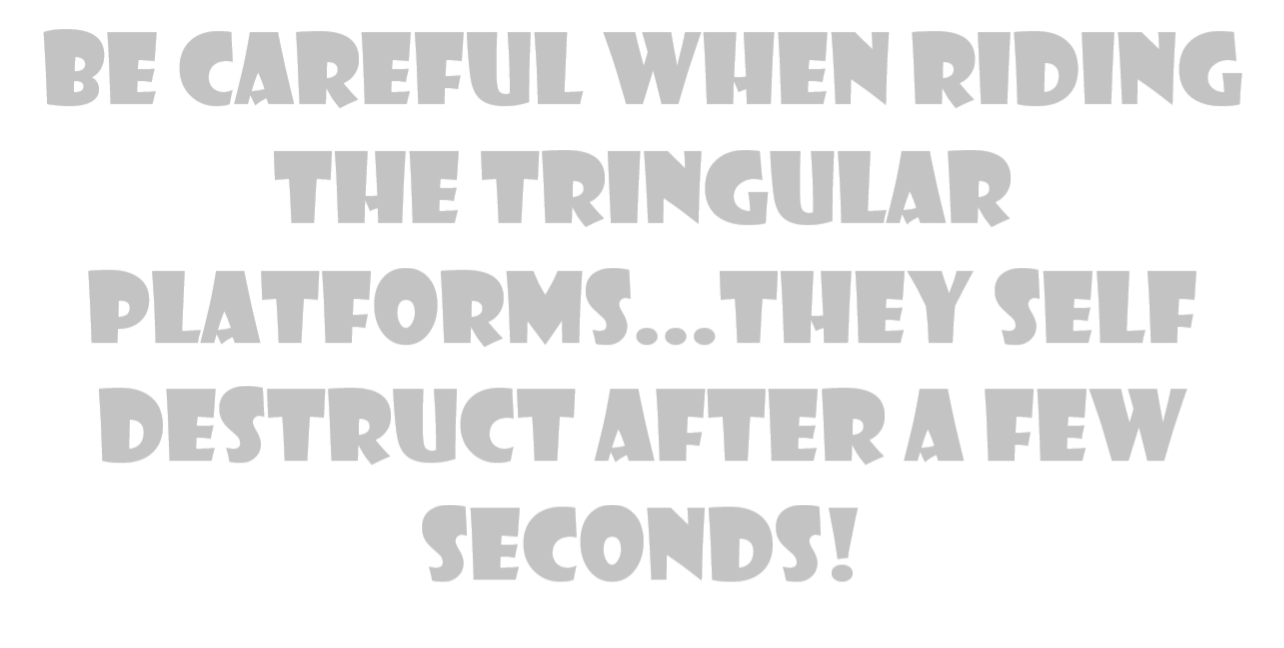 BE CAREFUL WHEN RIDING
THE TRINGULAR
PLATFORMS...THEY SELF
DESTRUCT AFTER A FEW
SECONDS!